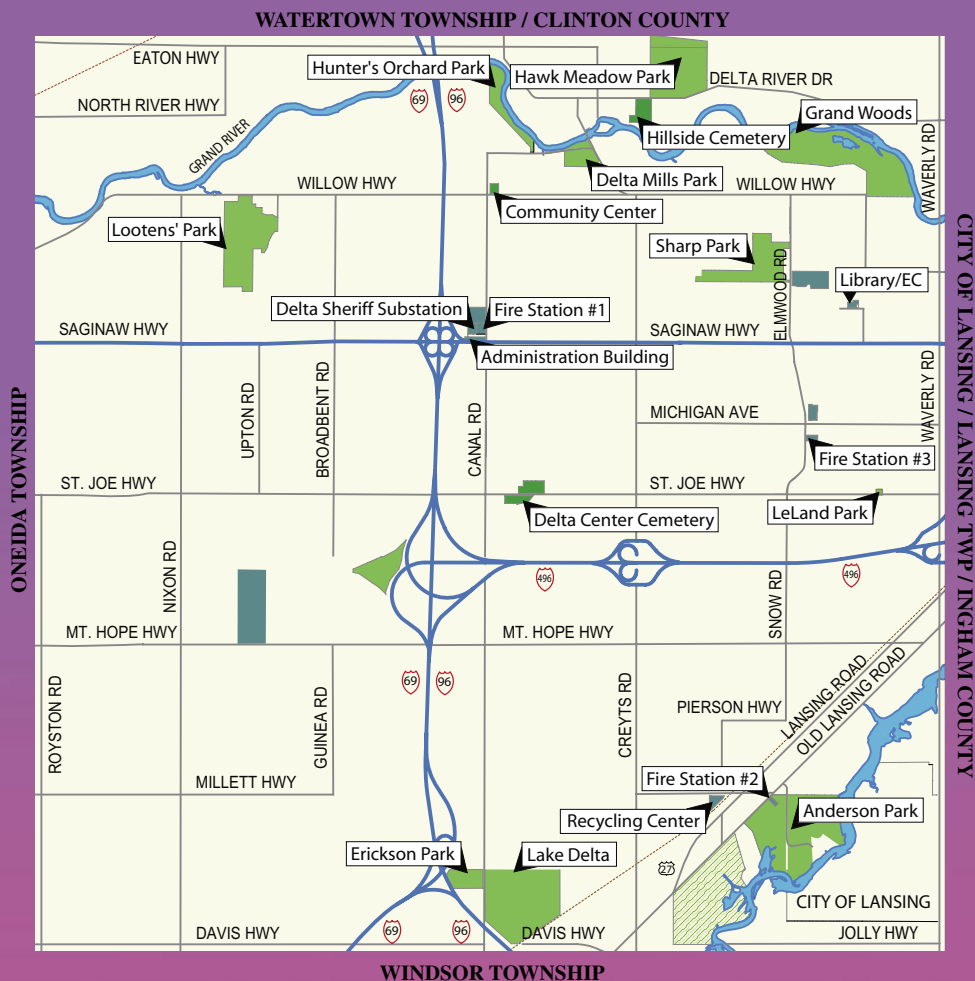 WATERTOWN TOWNSHIP / CLINTON COUNTY
EATON HWY
Hunter's Orchard Park
Hawk Meadow Park
DELTA RIVER DR
NORTH RIVER HWY
69
96
Grand Woods
GRAND RIVER
Hillside Cemetery
WAVERLY RD
WILLOW HWY
Delta Mills Park
WILLOW HWY
Community Center
Lootens' Park
Sharp Park
ELMWOOD RD
Library/EC
Delta Sheriff Substation
Fire Station #1
SAGINAW HWY
SAGINAW HWY
Administration Building
UPTON RD
BROADBENT RD
CANAL RD
MICHIGAN AVE
WAVERLY RD
Fire Station #3
ST. JOE HWY
ST. JOE HWY
LeLand Park
Delta Center Cemetery
NIXON RD
496
496
SNOW RD
MT. HOPE HWY
MT. HOPE HWY
69
96
ROYSTON RD
GUINEA RD
CREYTS RD
PIERSON HWY
LANSING ROAD
OLD LANSING ROAD
MILLETT HWY
Fire Station #2
Recycling Center
Anderson Park
Erickson Park
Lake Delta
27
CITY OF LANSING
69
96
DAVIS HWY
DAVIS HWY
JOLLY HWY
ONEIDA TOWNSHIP
CITY OF LANSING / LANSING TWP / INGHAM COUNTY
WINDSOR TOWNSHIP